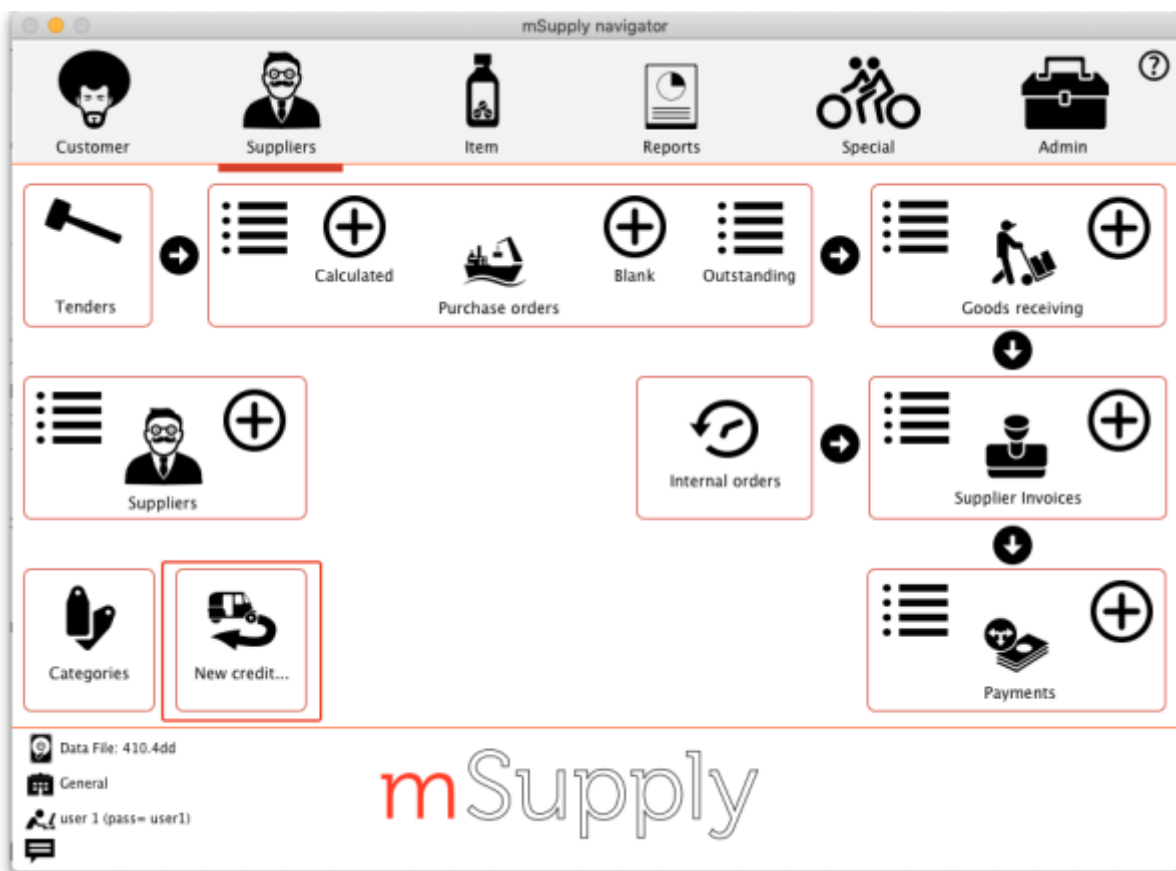 mSupply navigator
Customer
Suppliers
Item
Reports
Special
Admin
?
Tenders
Calculated
Blank
Outstanding
Purchase orders
Goods receiving
Suppliers
Internal orders
Supplier Invoices
Categories
New credit...
Payments
Data File: 410.4dd
General
user 1 (pass= user1)
mSupply